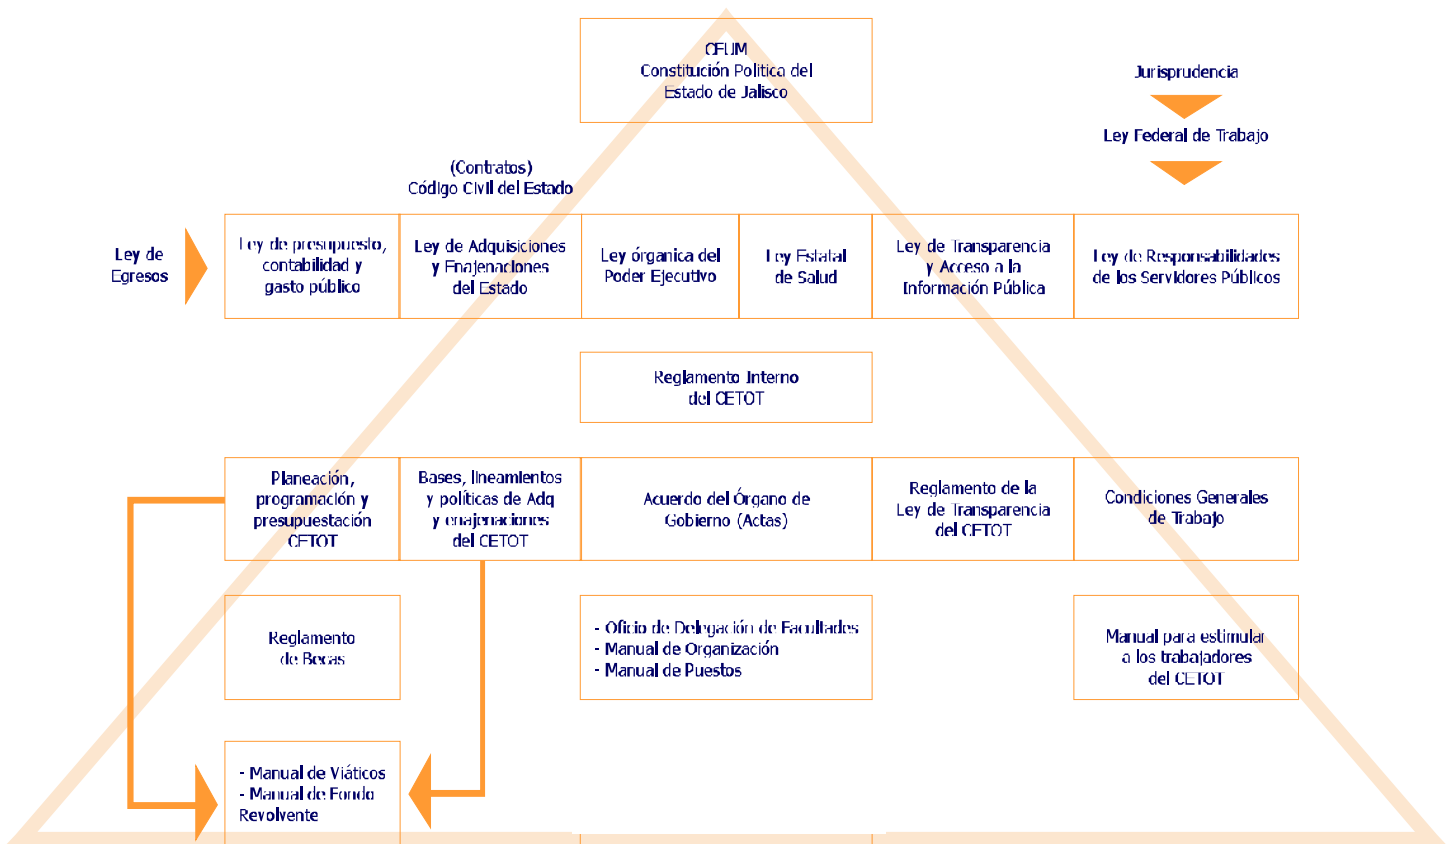 CFUM
Constitución Politica del
Estado de Jalisco
Jurisprudencia
Ley Federal de Trabajo
(Contratos)
Código Civil del Estado
Ley de
Egresos
Ley de presupuesto,
contabilidad y
gasto público
Ley de Adquisiciones
y Enajenaciones
del Estado
Ley órganica del
Poder Ejecutivo
Ley Estatal
de Salud
Ley de Transparencia
y Acceso a la
Información Pública
Ley de Responsabilidades
de los Servidores Públicos
Reglamento Interno
del CETOT
Planeación,
programación y
presupuestación
CETOT
Bases, lineamientos
y políticas de Adq
y enajenaciones
del CETOT
Acuerdo del Órgano de
Gobierno (Actas)
Reglamento de la
Ley de Transparencia
del CETOT
Condiciones Generales
de Trabajo
Reglamento
de Becas
- Oficio de Delegación de Facultades
- Manual de Organización
- Manual de Puestos
Manual para estimular
a los trabajadores
del CETOT
- Manual de Viáticos
- Manual de Fondo
Revolvente